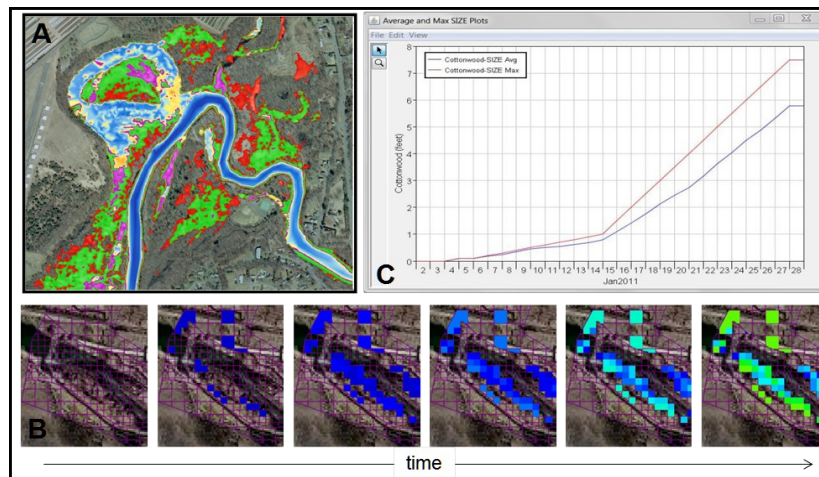 A
Average and Max SIZE Plots
File Edit View
Cottonwood-SIZE Avg
Cottonwood-SIZE Max
8
7
6
5
4
3
2
1
0
Cottonwood (feet)
2 3 4 5 6 7 8 9 10 11 12 13 14 15 16 17 18 19 20 21 22 23 24 25 26 27 28
Jan2011
C
B
time